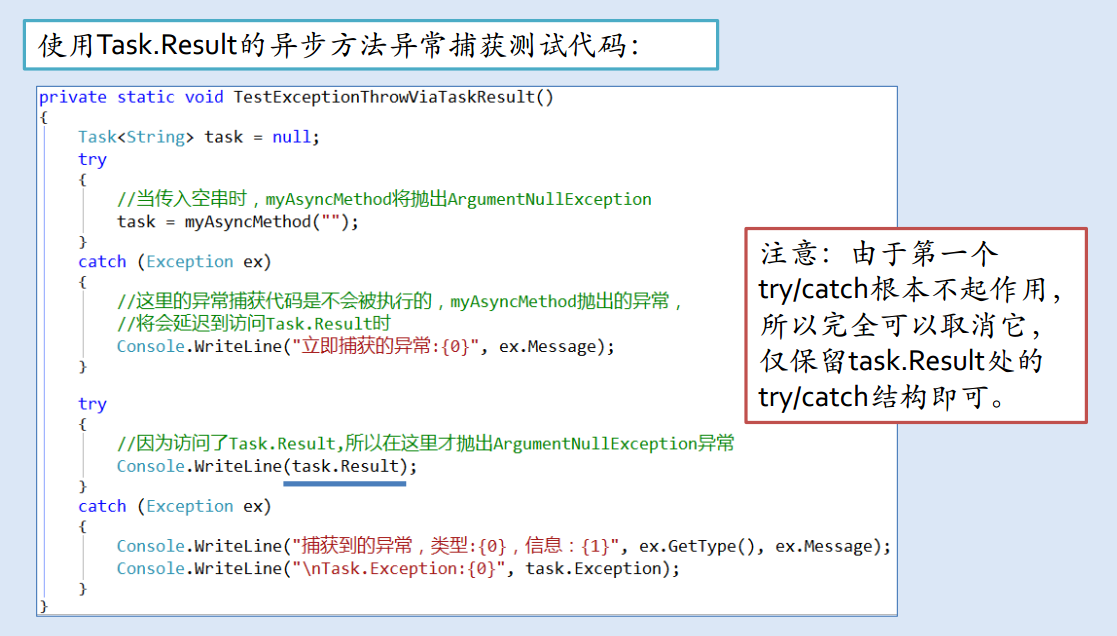 使用Task.Result的异步方法异常捕获测试代码：
private static void TestExceptionThrowViaTaskResult()
{
    Task<String> task = null;
    try
    {
        //当传入空串时，myAsyncMethod将抛出ArgumentNullException
        task = myAsyncMethod("");
    }
    catch (Exception ex)
    {
        //这里的异常捕获代码是不会被执行的，myAsyncMethod抛出的异常，
        //将会延迟到访问Task.Result时
        Console.WriteLine("立即捕获的异常:{0}", ex.Message);
    }
    try
    {
        //因为访问了Task.Result,所以在这里才抛出ArgumentNullException异常
        Console.WriteLine(task.Result);
    }
    catch (Exception ex)
    {
        Console.WriteLine("捕获到的异常，类型:{0}，信息：{1}", ex.GetType(), ex.Message);
        Console.WriteLine("\nTask.Exception:{0}", task.Exception);
    }
}
注意：由于第一个
try/catch根本不起作用，
所以完全可以取消它，
仅保留task.Result处的
try/catch结构即可。